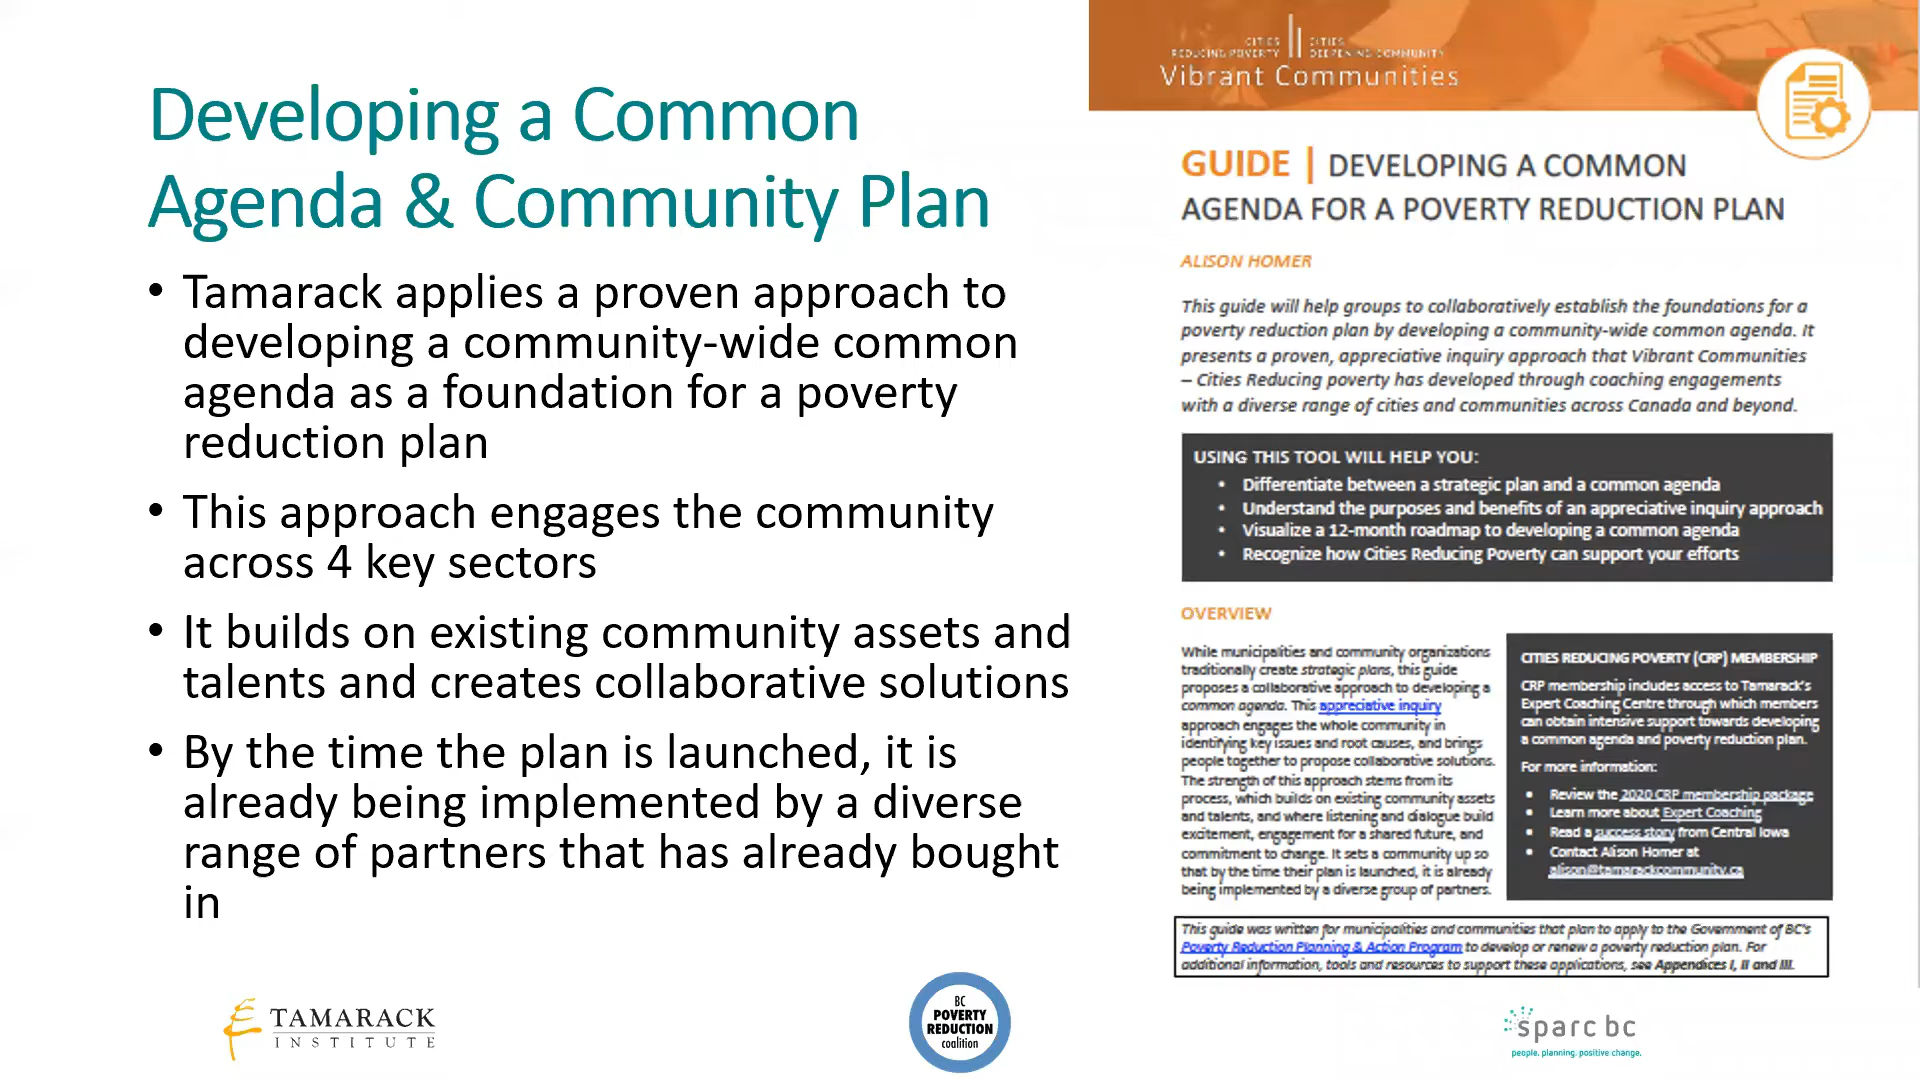 Developing a Common
Agenda & Community Plan
• Tamarack applies a proven approach to
developing a community-wide common
agenda as a foundation for a poverty
reduction plan
• This approach engages the community
across 4 key sectors
• It builds on existing community assets and
talents and creates collaborative solutions
• By the time the plan is launched, it is
already being implemented by a diverse
range of partners that has already bought
in
CITIES REDUCING POVERTY
CITIES DEEPENING COMMUNITY
Vibrant Communities
GUIDE | DEVELOPING A COMMON
AGENDA FOR A POVERTY REDUCTION PLAN
ALISON HOMER
This guide will help groups to collaboratively establish the foundations for a
poverty reduction plan by developing a community-wide common agenda. It
presents a proven, appreciative inquiry approach that Vibrant Communities
– Cities Reducing poverty has developed through coaching engagements
with a diverse range of cities and communities across Canada and beyond.
USING THIS TOOL WILL HELP YOU:
• Differentiate between a strategic plan and a common agenda
• Understand the purposes and benefits of an appreciative inquiry approach
• Visualize a 12-month roadmap to developing a common agenda
• Recognize how Cities Reducing Poverty can support your efforts
OVERVIEW
While municipalities and community organizations
traditionally create strategic plans, this guide
proposes a collaborative approach to developing a
common agenda. This appreciative inquiry
approach engages the whole community in
identifying key issues and root causes, and brings
people together to propose collaborative solutions.
The strength of this approach stems from its
process, which builds on existing community assets
and talents, and where listening and dialogue build
excitement, engagement for a shared future, and
commitment to change. It sets a community up so
that by the time their plan is launched, it is already
being implemented by a diverse group of partners.
CITIES REDUCING POVERTY (CRP) MEMBERSHIP
CRP membership includes access to Tamarack's
Expert Coaching Centre through which members
can obtain intensive support towards developing
a common agenda and poverty reduction plan.
For more information:
• Review the 2020 CRP membership package
• Learn more about Expert Coaching
• Read a success story from Central Iowa
• Contact Alison Homer at
alison@tamarackcommunity.ca
This guide was written for municipalities and communities that plan to apply to the Government of BC's
Poverty Reduction Planning & Action Program to develop or renew a poverty reduction plan. For
additional information, tools and resources to support these applications, see Appendices I, II and III.
TAMARACK
INSTITUTE
BC
POVERTY
REDUCTION
coalition
sparc bc
people. planning. positive change.